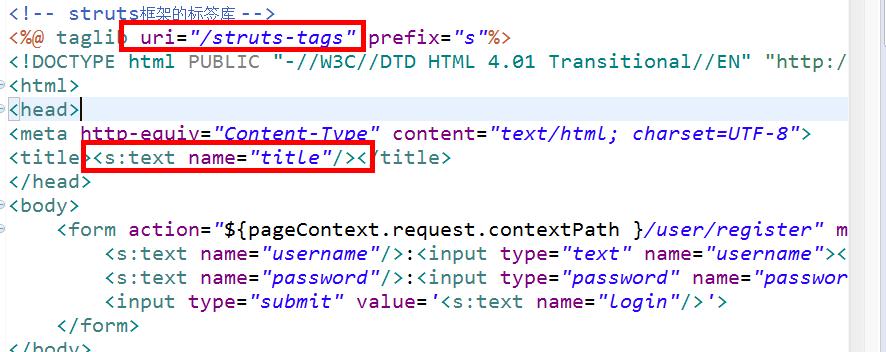 <!-- struts框架的标签库 -->
<%@ taglib uri="/struts-tags" prefix="s"%>
<!DOCTYPE html PUBLIC "-//W3C//DTD HTML 4.01 Transitional//EN" "http:/
<html>
<head>
<meta http-equiv="Content-Type" content="text/html; charset=UTF-8">
<title><s:text name="title"/></title>
</head>
<body>
<form action="${pageContext.request.contextPath }/user/register" m
<s:text name="username"/>:<input type="text" name="username"><
<s:text name="password"/>:<input type="password" name="passwor
<input type="submit" value='<s:text name="login"/>'>
</form>
</body>